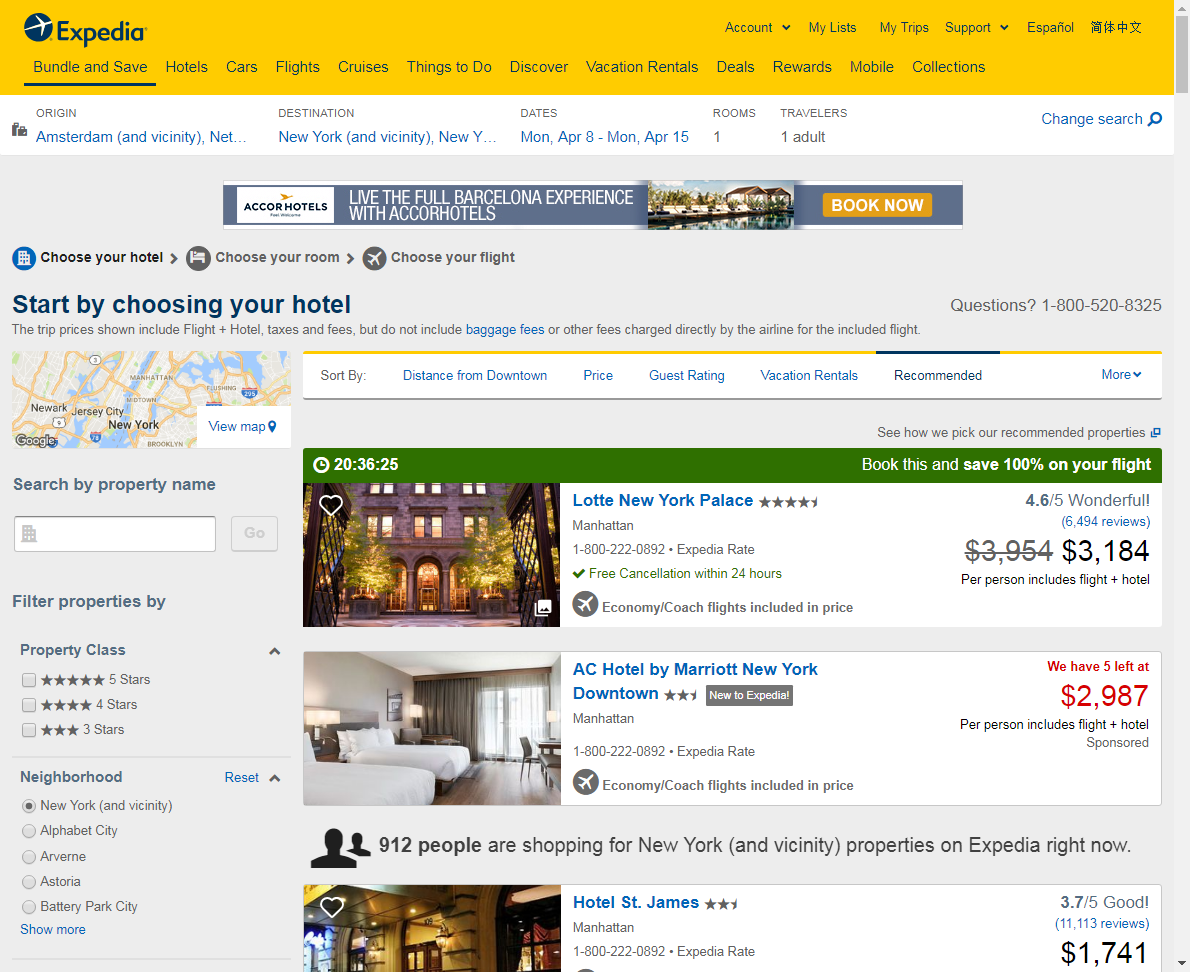 Expedia
Account My Lists My Trips Support Español 简体中文
Bundle and Save Hotels Cars Flights Cruises Things to Do Discover Vacation Rentals Deals Rewards Mobile Collections
ORIGIN DESTINATION DATES ROOMS TRAVELERS
Amsterdam (and vicinity), Net... New York (and vicinity), New Y... Mon, Apr 8 - Mon, Apr 15 1 1 adult
Change search
ACCOR HOTELS
Feel Welcome
LIVE THE FULL BARCELONA EXPERIENCE
WITH ACCORHOTELS
BOOK NOW
Choose your hotel Choose your room Choose your flight
Start by choosing your hotel
Questions? 1-800-520-8325
The trip prices shown include Flight + Hotel, taxes and fees, but do not include baggage fees or other fees charged directly by the airline for the included flight.
3
MANHATTAN
FLUSHING
MIDTOWN
295
Newark
Jersey City
9
New York
78
BROOKLYN
Google
View map
Sort By: Distance from Downtown Price Guest Rating Vacation Rentals Recommended More
See how we pick our recommended properties
Search by property name
Go
Filter properties by
Property Class
5 Stars
4 Stars
3 Stars
Neighborhood Reset
New York (and vicinity)
Alphabet City
Arverne
Astoria
Battery Park City
Show more
20:36:25 Book this and save 100% on your flight
Lotte New York Palace
4.6/5 Wonderful!
Manhattan
(6,494 reviews)
1-800-222-0892 • Expedia Rate
$3,954 $3,184
Free Cancellation within 24 hours
Per person includes flight + hotel
Economy/Coach flights included in price
AC Hotel by Marriott New York
Downtown New to Expedia!
We have 5 left at
$2,987
Manhattan
Per person includes flight + hotel
Sponsored
1-800-222-0892 • Expedia Rate
Economy/Coach flights included in price
912 people are shopping for New York (and vicinity) properties on Expedia right now.
109
Hotel St. James
3.7/5 Good!
Manhattan
(11,113 reviews)
1-800-222-0892 • Expedia Rate
$1,741